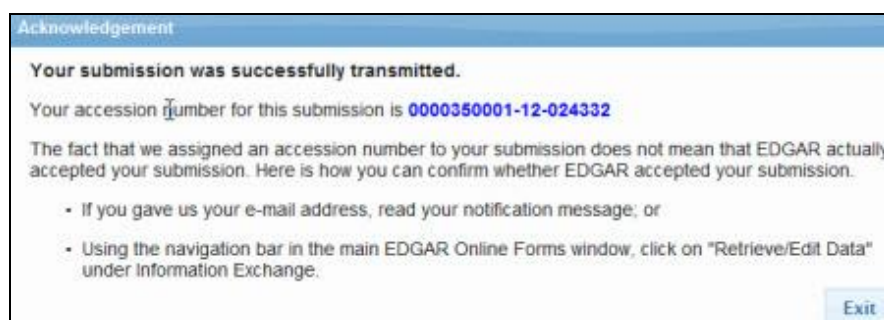 Acknowledgement
Your submission was successfully transmitted.
Your accession number for this submission is 0000350001-12-024332
The fact that we assigned an accession number to your submission does not mean that EDGAR actually
accepted your submission. Here is how you can confirm whether EDGAR accepted your submission.
• If you gave us your e-mail address, read your notification message; or
• Using the navigation bar in the main EDGAR Online Forms window, click on "Retrieve/Edit Data"
under Information Exchange.
Exit